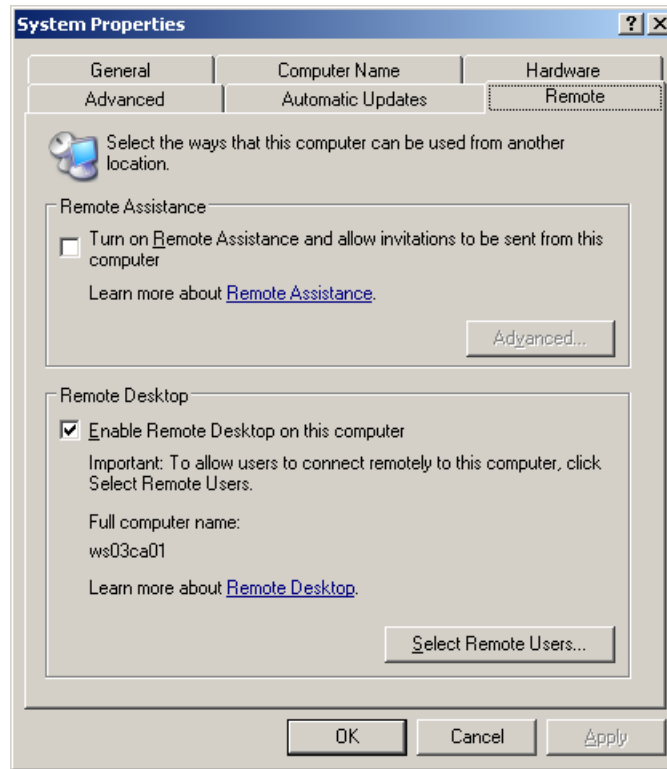 System Properties
General
Computer Name
Hardware
Advanced
Automatic Updates
Remote
Select the ways that this computer can be used from another
location.
Remote Assistance
Turn on Remote Assistance and allow invitations to be sent from this
computer
Learn more about Remote Assistance.
Advanced...
Remote Desktop
Enable Remote Desktop on this computer
Important: To allow users to connect remotely to this computer, click
Select Remote Users.
Full computer name:
ws03ca01
Learn more about Remote Desktop.
Select Remote Users...
OK
Cancel
Apply